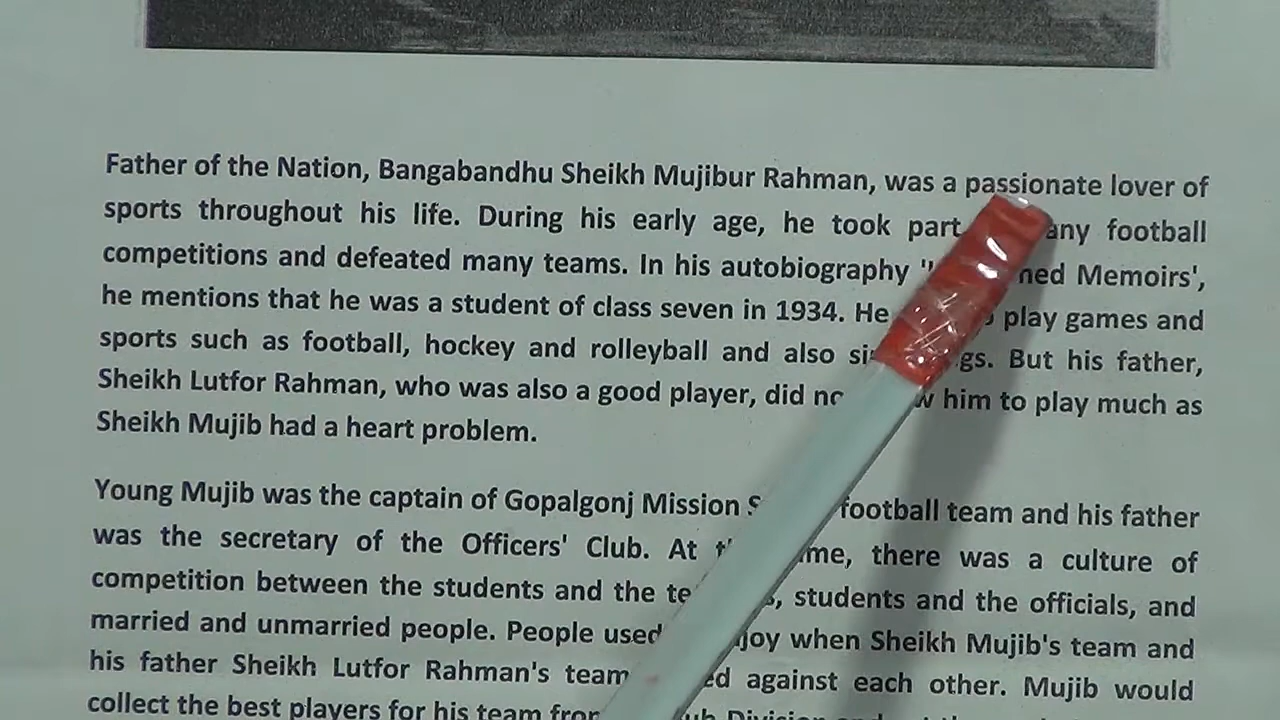 Father of the Nation, Bangabandhu Sheikh Mujibur Rahman, was a passionate lover of
sports throughout his life. During his early age, he took part any football
competitions and defeated many teams. In his autobiography Memoirs',
he mentions that he was a student of class seven in 1934. He play games and
sports such as football, hockey and rolleyball and also But his father,
Sheikh Lutfor Rahman, who was also a good player, did him to play much as
Sheikh Mujib had a heart problem.
Young Mujib was the captain of Gopalgonj Mission football team and his father
was the secretary of the Officers' Club. At there was a culture of
competition between the students and the students and the officials, and
married and unmarried people. People used when Sheikh Mujib's team and
his father Sheikh Lutfor Rahman's team against each other. Mujib would
collect the best players for his team